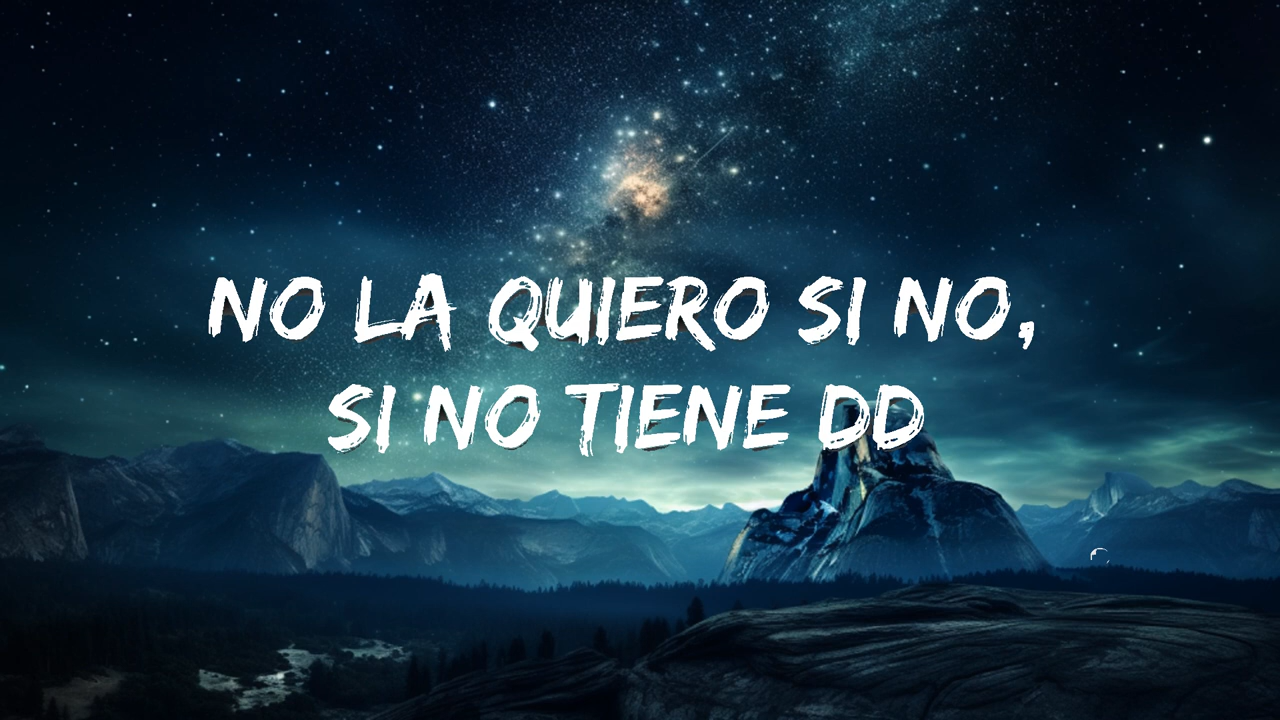 NO LA QUIERO SI NO,
SI NO TIENE DD